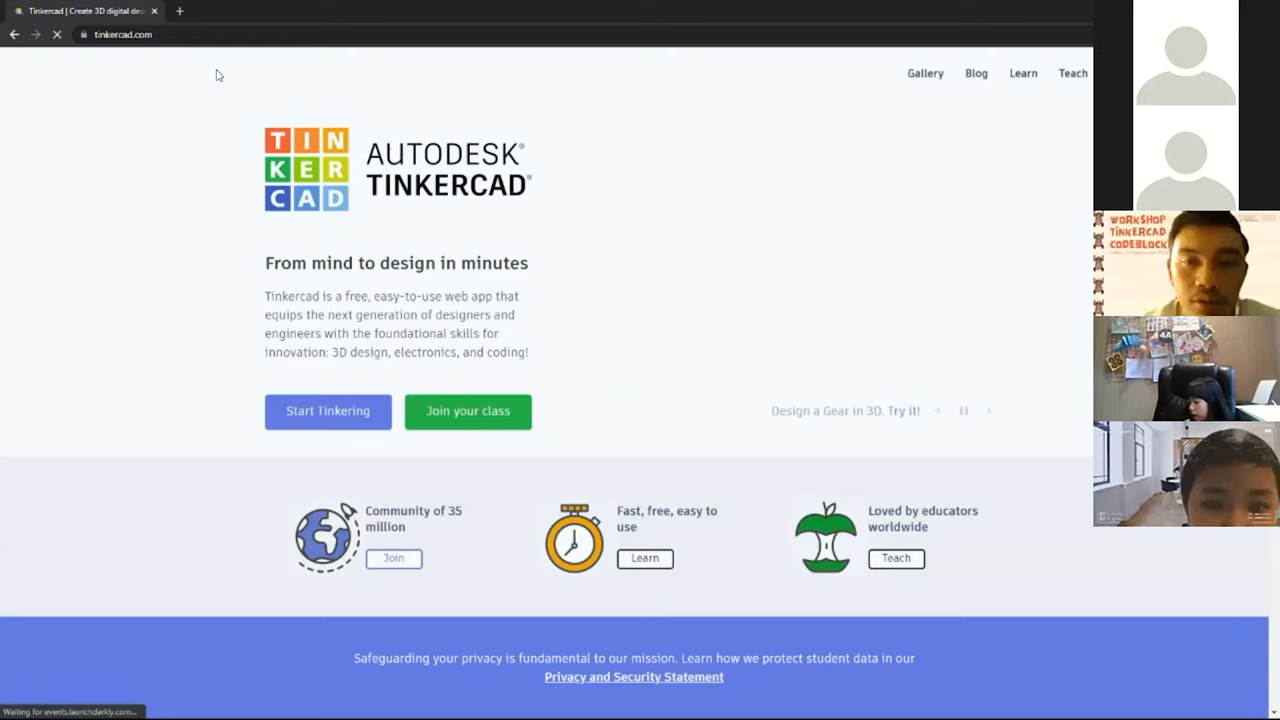 Tinkercad | Create 3D digital des
tinkercad.com
Gallery Blog Learn Teach
TIN
KER
CAD
AUTODESK®
TINKERCAD®
From mind to design in minutes
Tinkercad is a free, easy-to-use web app that
equips the next generation of designers and
engineers with the foundational skills for
innovation: 3D design, electronics, and coding!
Start Tinkering
Join your class
Design a Gear in 3D. Try it!
Community of 35
million
Join
Fast, free, easy to
use
Learn
Loved by educators
worldwide
Teach
Safeguarding your privacy is fundamental to our mission. Learn how we protect student data in our
Privacy and Security Statement
Waiting for events.launchdarkly.com...
WORKSHOP
TINKERCAD
CODEBLOCK